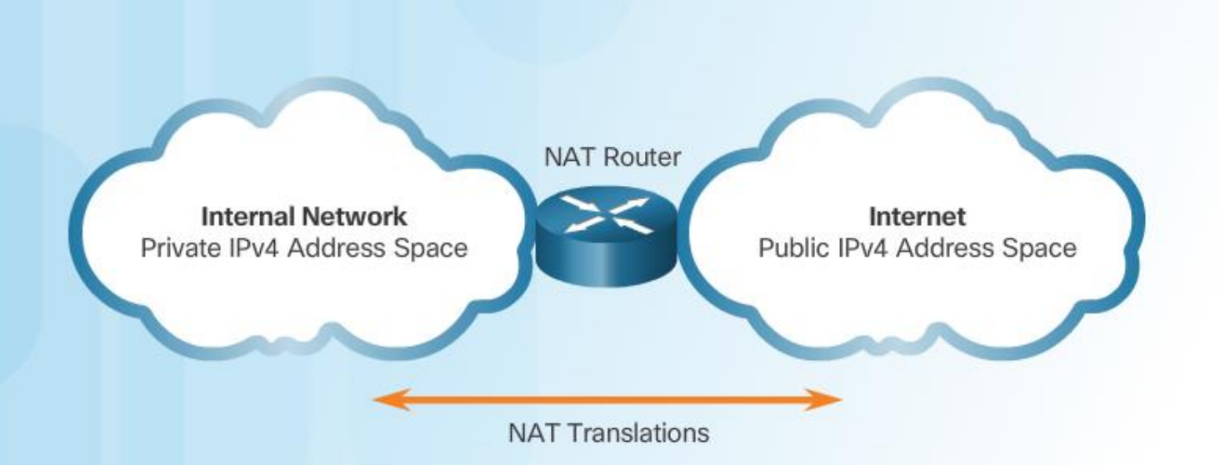 NAT Router
Internal Network
Private IPv4 Address Space
Internet
Public IPv4 Address Space
NAT Translations